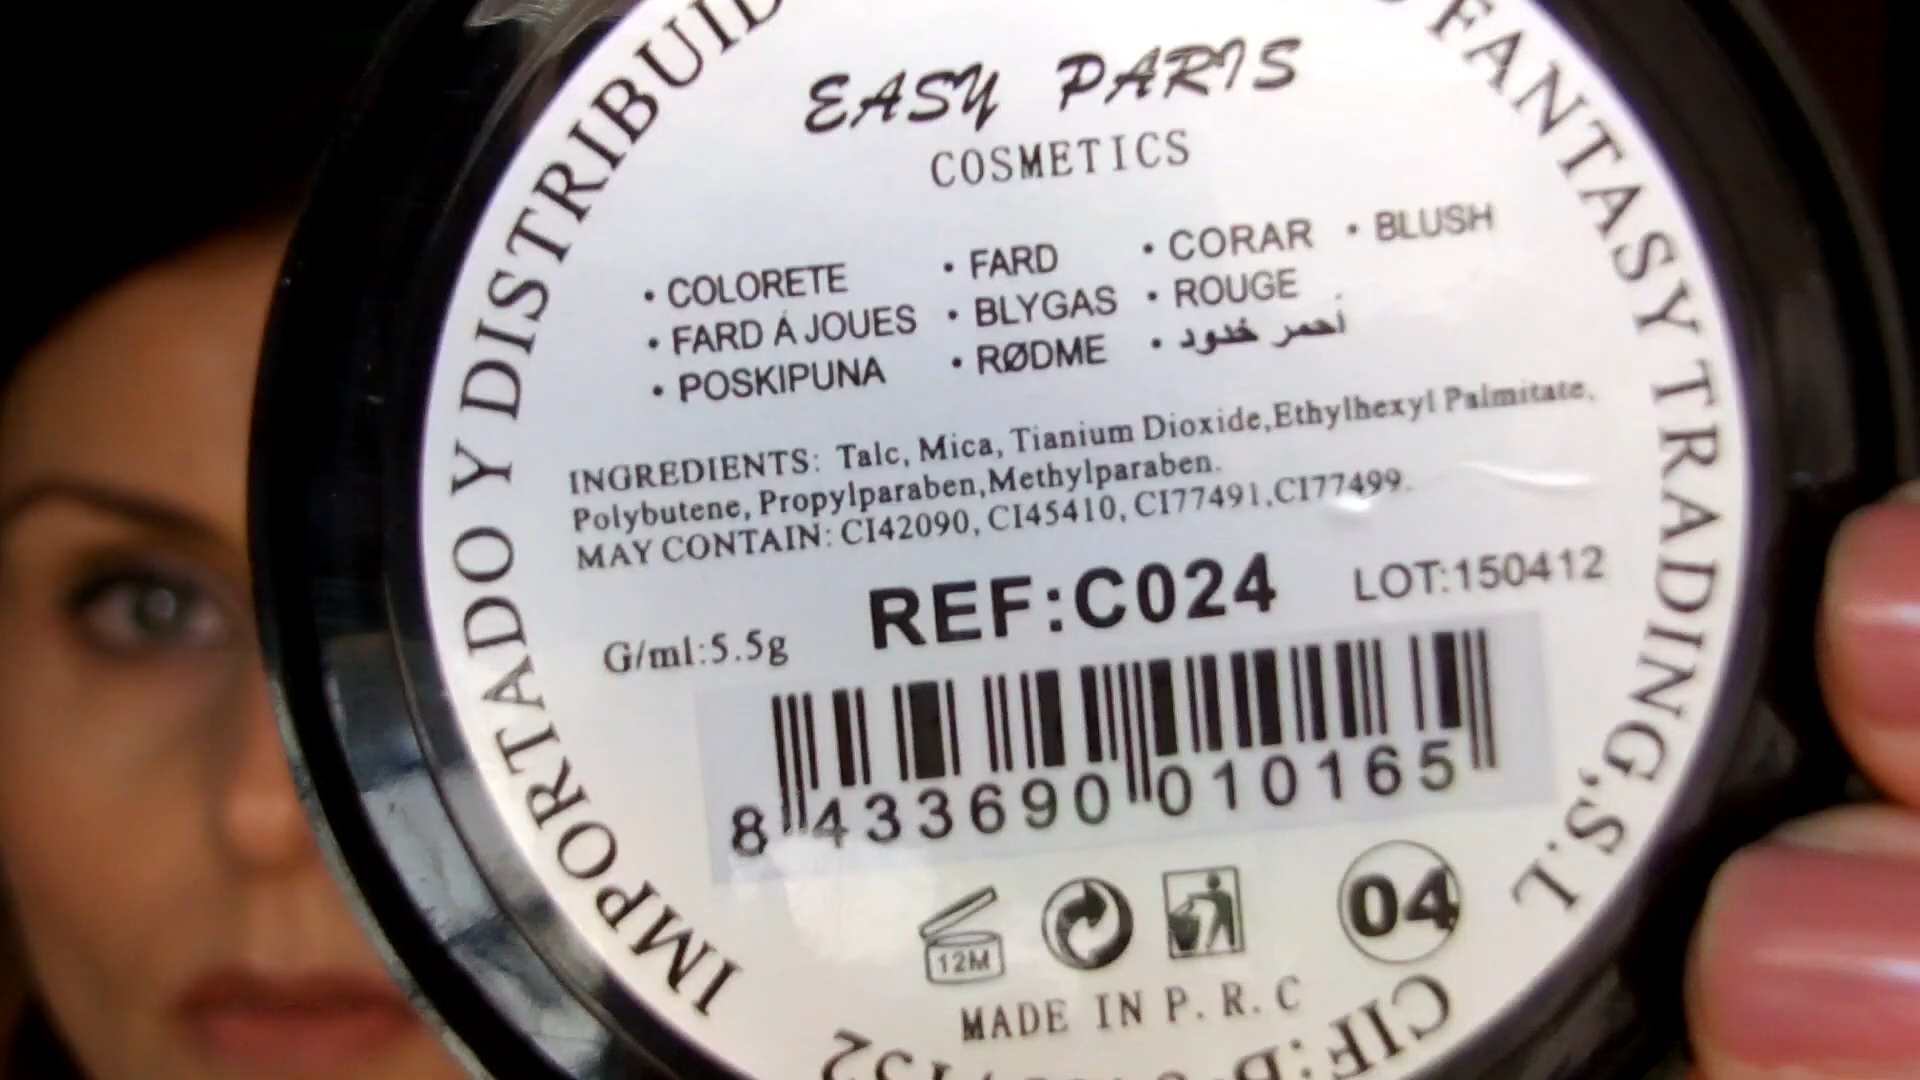 EASY PARIS
COSMETICS
• COLORETE • FARD • CORAR • BLUSH
• FARD Á JOUES • BLYGAS • ROUGE
• POSKIPUNA • RØDME • أحمر خدود
INGREDIENTS: Talc, Mica, Tianium Dioxide,Ethylhexyl Palmitate,
Polybutene, Propylparaben,Methylparaben.
MAY CONTAIN: CI42090, CI45410, CI77491,CI77499.
G/ml:5.5g REF:C024 LOT:150412
8 433690 010165
12M 04
MADE IN P. R. C
IMPORTADO Y DISTRIBUID
FANTASY TRADING,S.L
CIF:B